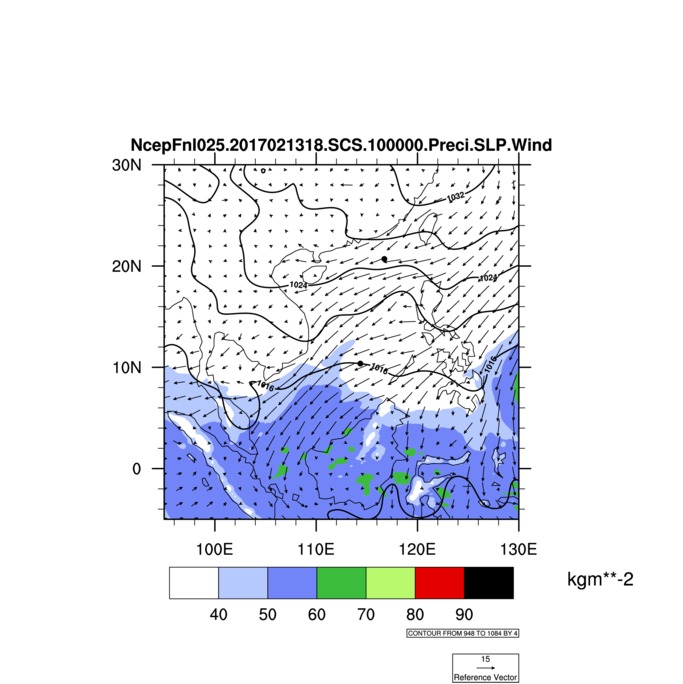 NcepFnl025.2017021318.SCS.100000.Preci.SLP.Wind
30N
1032
20N
1024
1024
10N
1016
1016
1016
0
100E
110E
120E
130E
kgm**-2
40
50
60
70
80
90
CONTOUR FROM 948 TO 1084 BY 4
15
Reference Vector